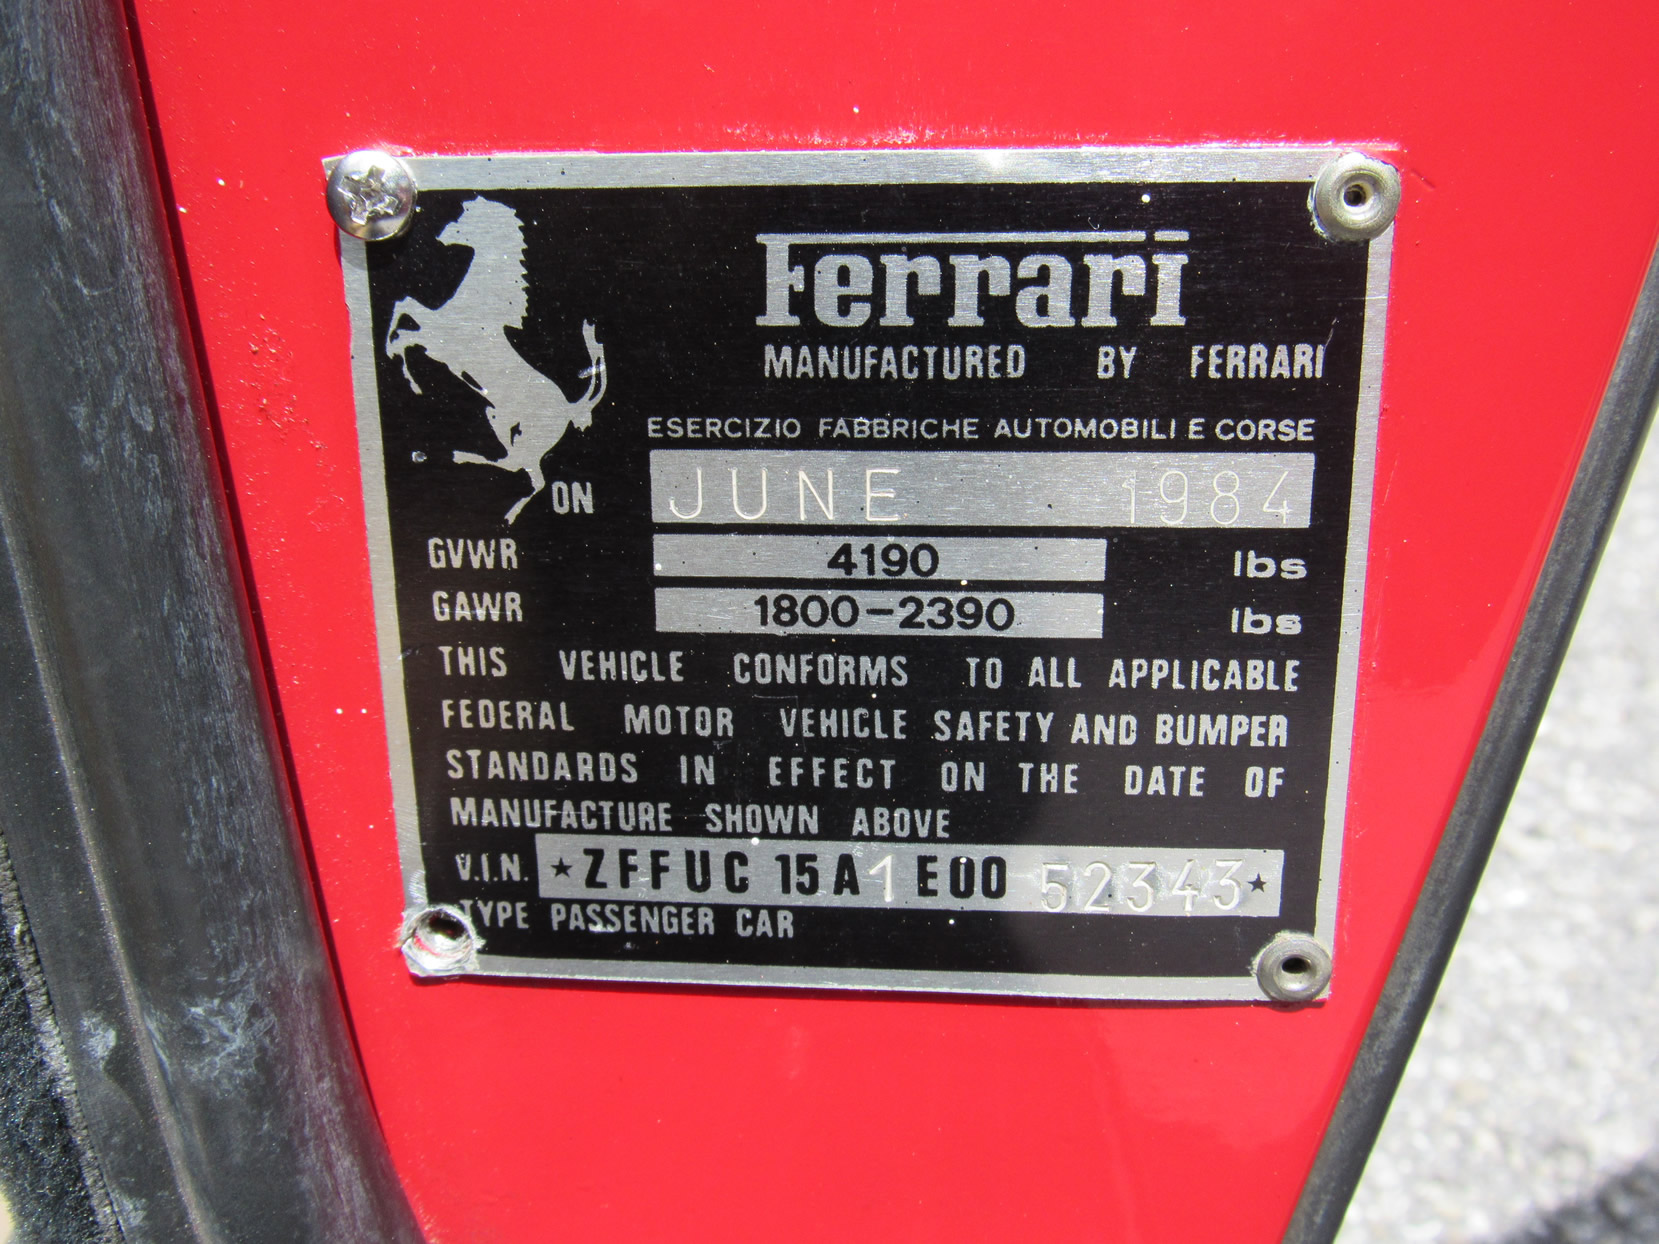 Ferrari
MANUFACTURED BY FERRARI
ESERCIZIO FABBRICHE AUTOMOBILI E CORSE
ON JUNE 1984
GVWR 4190 lbs
GAWR 1800-2390 lbs
THIS VEHICLE CONFORMS TO ALL APPLICABLE
FEDERAL MOTOR VEHICLE SAFETY AND BUMPER
STANDARDS IN EFFECT ON THE DATE OF
MANUFACTURE SHOWN ABOVE
V.I.N. ★ZFFUC 15A1E00 52343★
TYPE PASSENGER CAR